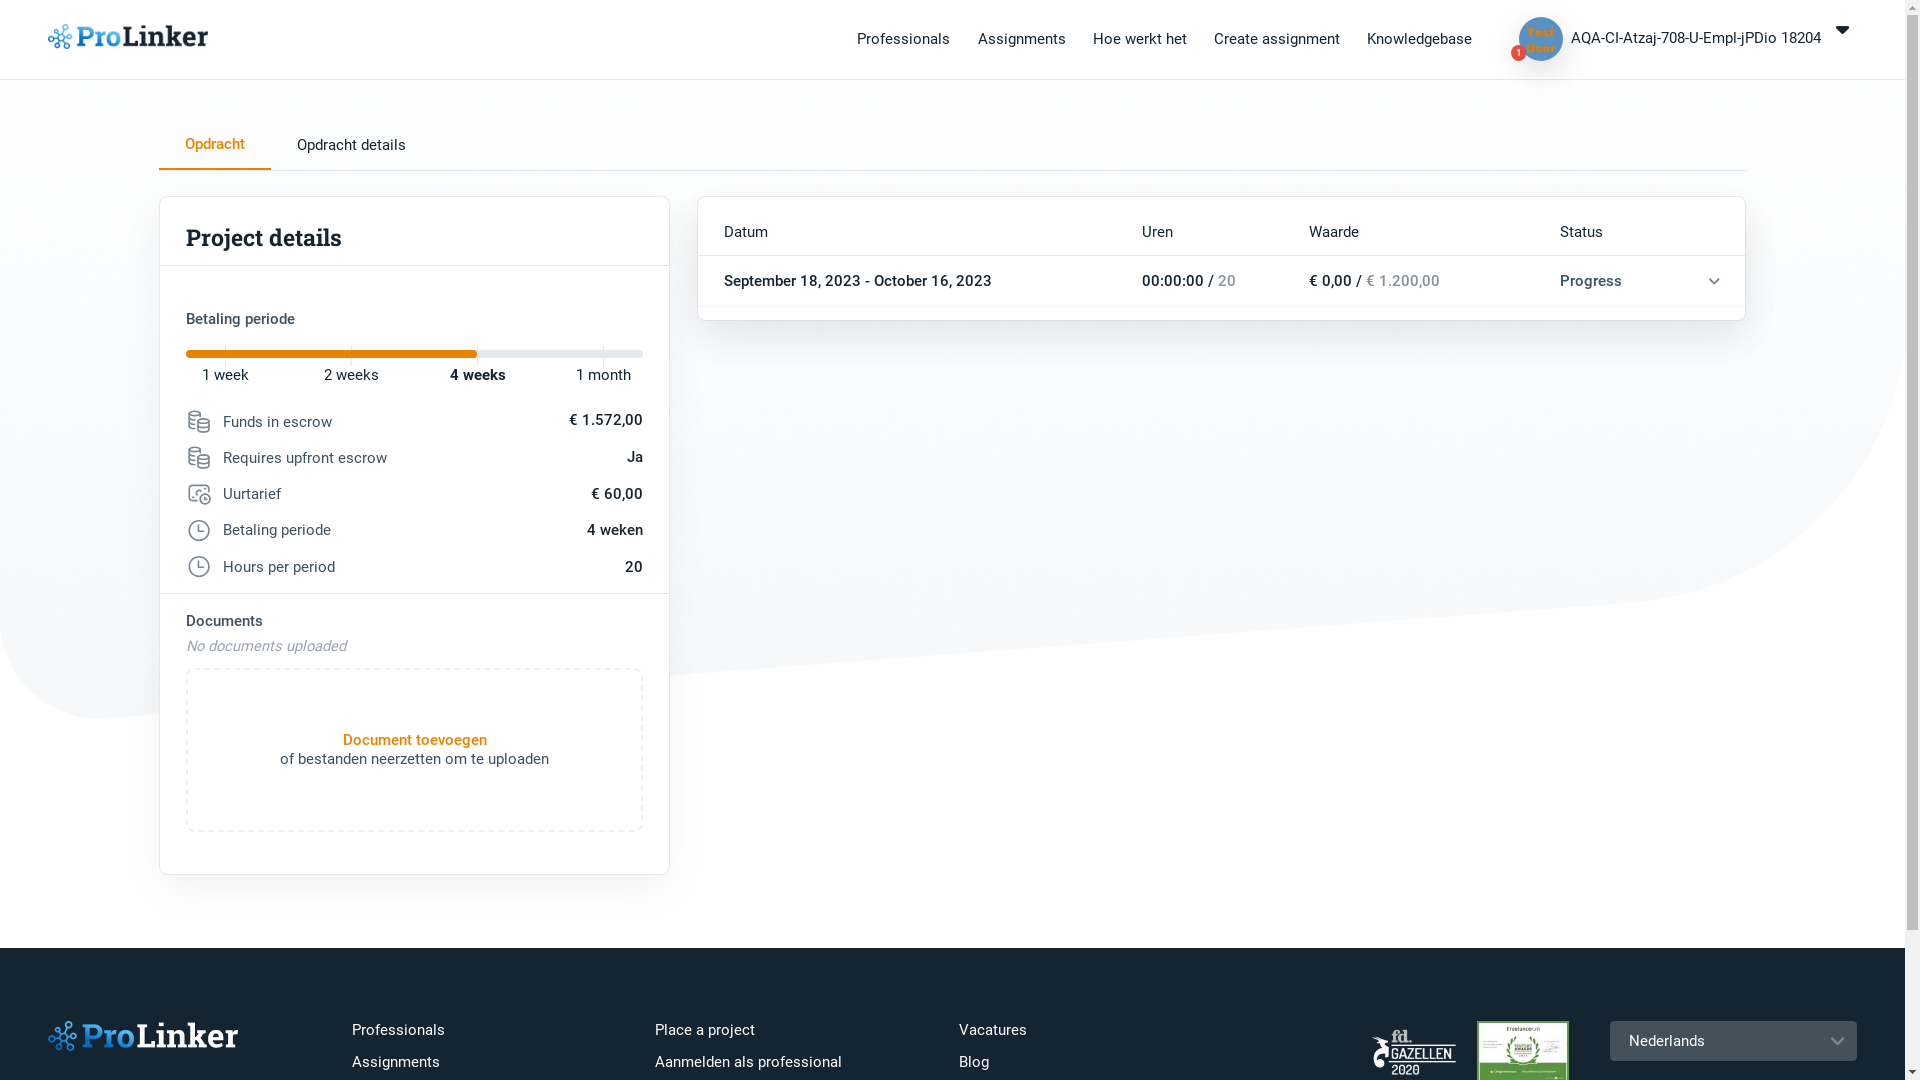 ProLinker
Professionals
Assignments
Hoe werkt het
Create assignment
Knowledgebase
Test
User
1
AQA-CI-Atzaj-708-U-Empl-jPDio 18204
Opdracht
Opdracht details
Project details
Betaling periode
1 week
2 weeks
4 weeks
1 month
Funds in escrow
€ 1.572,00
Requires upfront escrow
Ja
Uurtarief
€ 60,00
Betaling periode
4 weken
Hours per period
20
Documents
No documents uploaded
Document toevoegen
of bestanden neerzetten om te uploaden
Datum
Uren
Waarde
Status
September 18, 2023 - October 16, 2023
00:00:00 / 20
€ 0,00 / € 1.200,00
Progress
ProLinker
Professionals
Assignments
Place a project
Aanmelden als professional
Vacatures
Blog
fd.
GAZELLEN
2020
Freelancer.nl
Nederlands